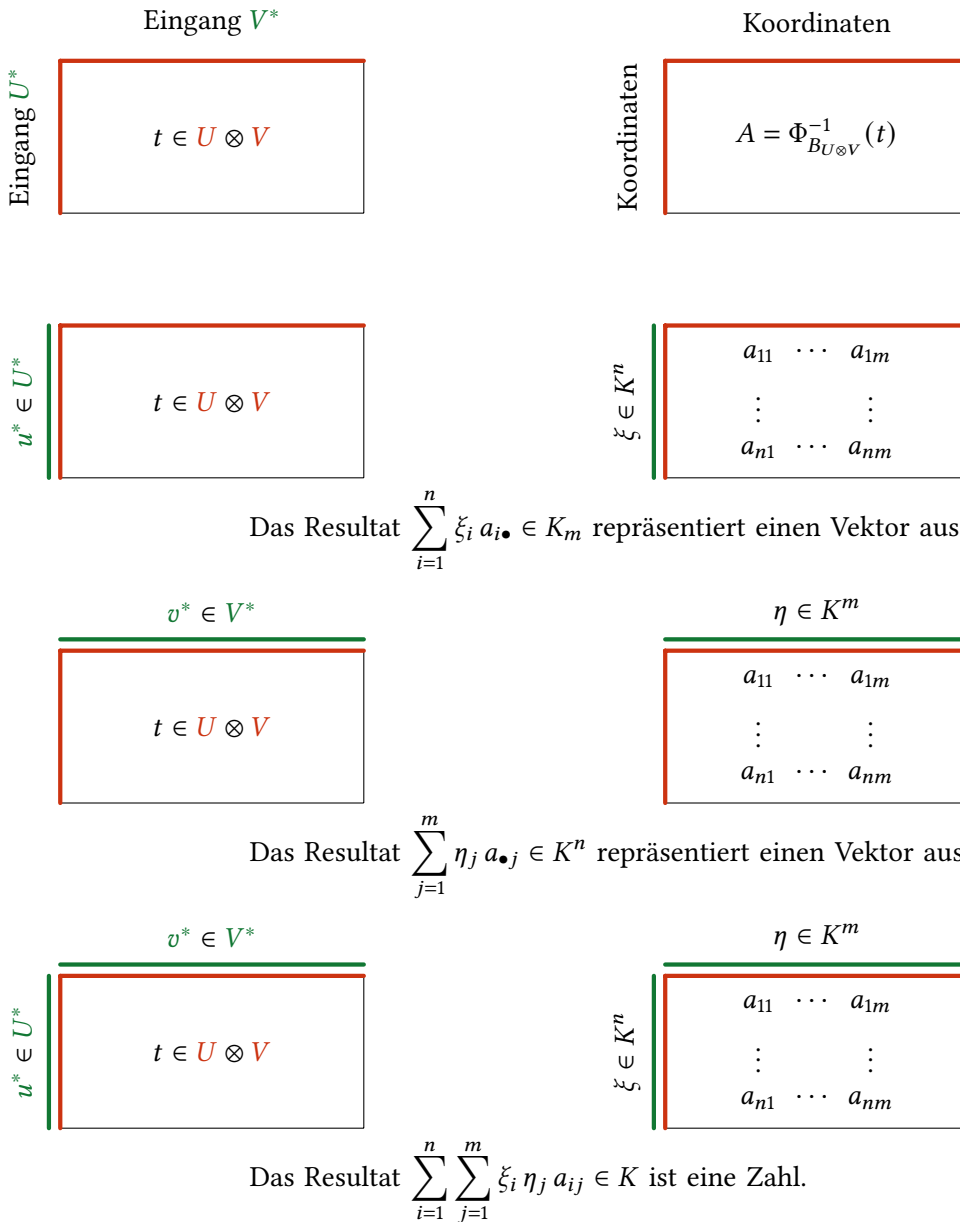 Eingang V*
Koordinaten
Eingang U*
t ∈ U ⊗ V
Koordinaten
A = Φ⁻¹_{B_{U⊗V}}(t)
u* ∈ U*
t ∈ U ⊗ V
ξ ∈ Kⁿ
a₁₁ ⋯ a₁ₘ
⋮ ⋮
aₙ₁ ⋯ aₙₘ
Das Resultat ∑_{i=1}^{n} ξᵢ a_{i•} ∈ Kₘ repräsentiert einen Vektor aus
v* ∈ V*
η ∈ Kᵐ
t ∈ U ⊗ V
a₁₁ ⋯ a₁ₘ
⋮ ⋮
aₙ₁ ⋯ aₙₘ
Das Resultat ∑_{j=1}^{m} ηⱼ a_{•j} ∈ Kⁿ repräsentiert einen Vektor aus
v* ∈ V*
η ∈ Kᵐ
u* ∈ U*
t ∈ U ⊗ V
ξ ∈ Kⁿ
a₁₁ ⋯ a₁ₘ
⋮ ⋮
aₙ₁ ⋯ aₙₘ
Das Resultat ∑_{i=1}^{n} ∑_{j=1}^{m} ξᵢ ηⱼ a_{ij} ∈ K ist eine Zahl.